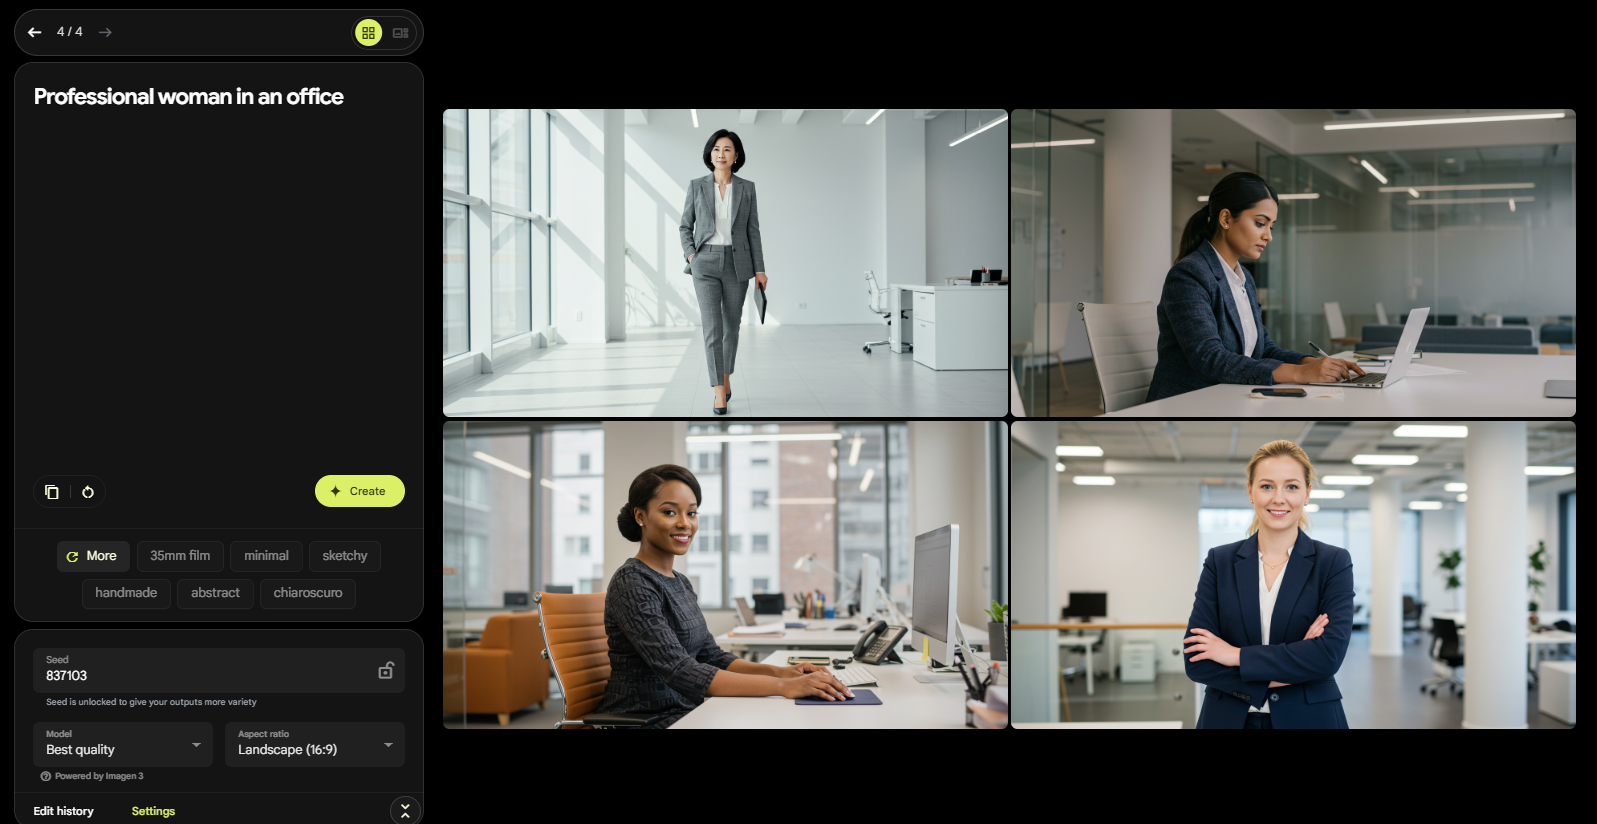 4 / 4
Professional woman in an office
Create
More
35mm film
minimal
sketchy
handmade
abstract
chiaroscuro
Seed
837103
Seed is unlocked to give your outputs more variety
Model
Best quality
Aspect ratio
Landscape (16:9)
Powered by Imagen 3
Edit history
Settings